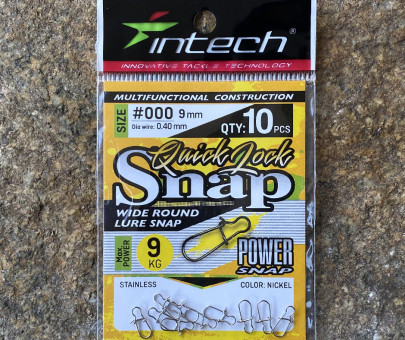 intech
INNOVATIVE TACKLE TECHNOLOGY
MULTIFUNCTIONAL CONSTRUCTION
SIZE
#000 9mm
Dia wire: 0.40 mm
QTY: 10 PCS
Quick Lock
Snap
WIDE ROUND
LURE SNAP
Max. POWER
9 KG
POWER
SNAP
STAINLESS
COLOR: NICKEL